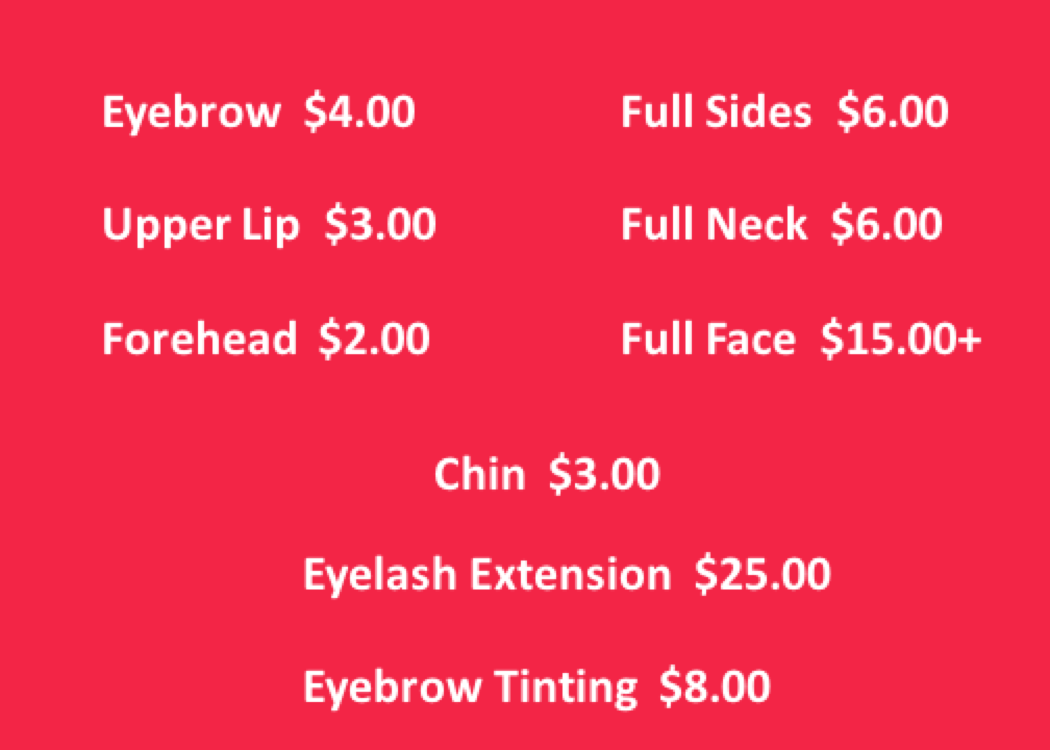 Eyebrow $4.00
Full Sides $6.00
Upper Lip $3.00
Full Neck $6.00
Forehead $2.00
Full Face $15.00+
Chin $3.00
Eyelash Extension $25.00
Eyebrow Tinting $8.00